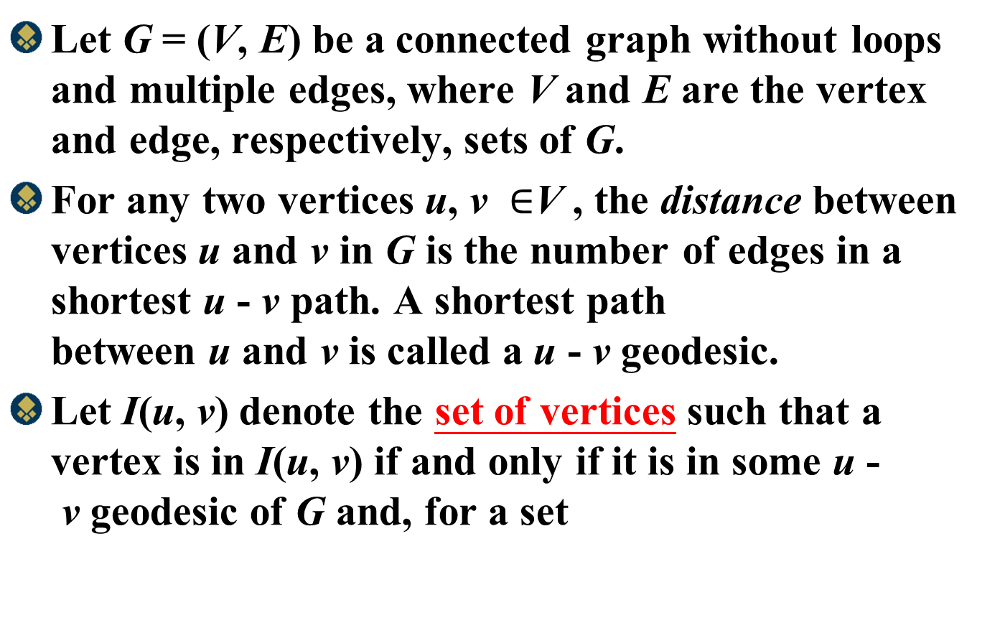 Let G = (V, E) be a connected graph without loops
and multiple edges, where V and E are the vertex
and edge, respectively, sets of G.
For any two vertices u, v ∈V , the distance between
vertices u and v in G is the number of edges in a
shortest u - v path. A shortest path
between u and v is called a u - v geodesic.
Let I(u, v) denote the set of vertices such that a
vertex is in I(u, v) if and only if it is in some u -
v geodesic of G and, for a set